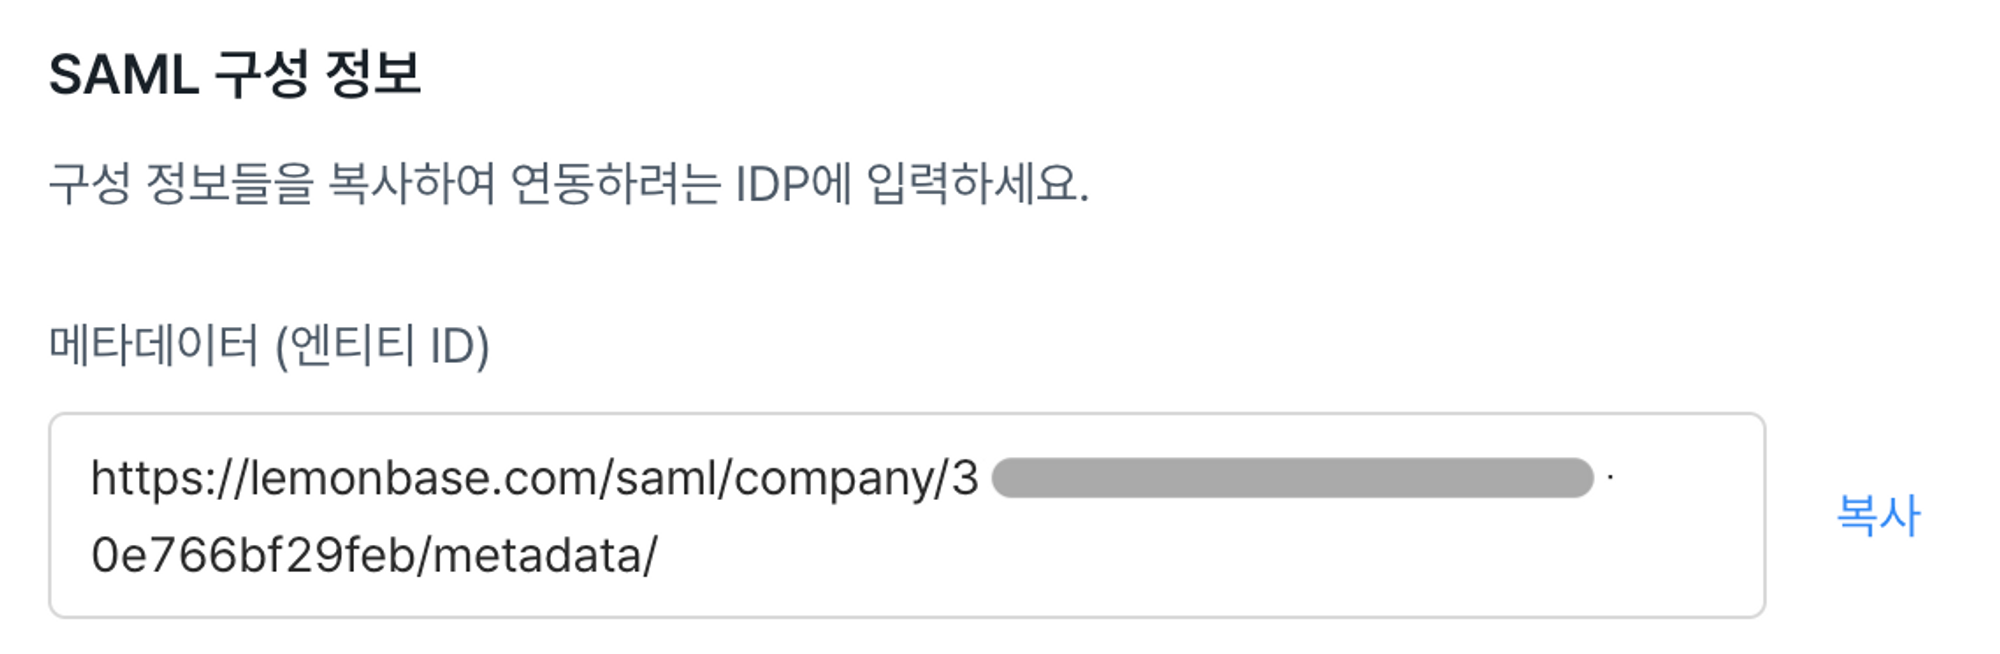 SAML 구성 정보
구성 정보들을 복사하여 연동하려는 IDP에 입력하세요.
메타데이터 (엔티티 ID)
https://lemonbase.com/saml/company/3
0e766bf29feb/metadata/
복사